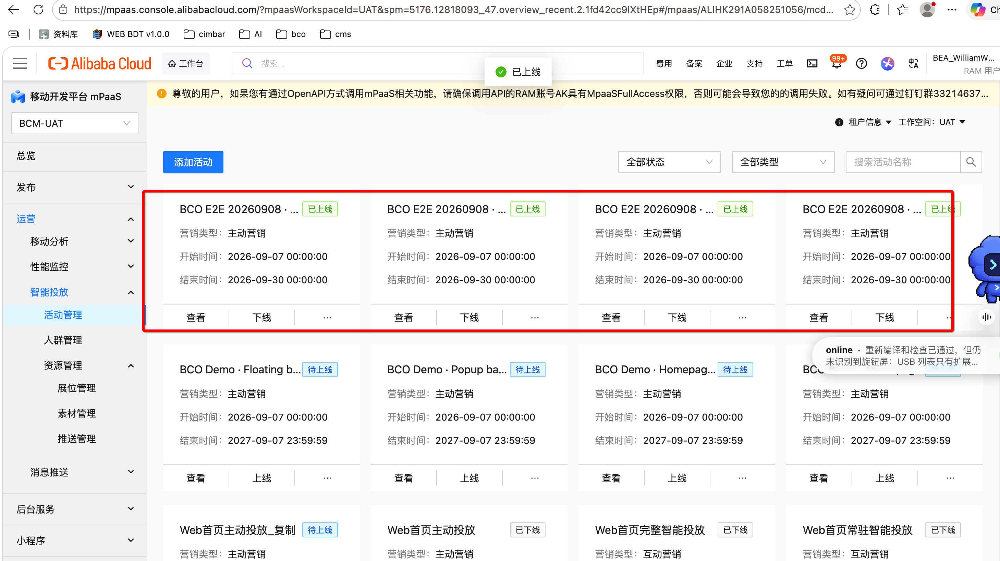 https://mpaas.console.alibabacloud.com/?mpaasWorkspaceId=UAT&spm=5176.12818093_47.overview_recent.2.1fd42cc9IXtHEp#/mpaas/ALIHK291A058251056/mcd...
资料库 WEB BDT v1.0.0 cimbar AI bco cms
Alibaba Cloud 工作台 搜索... 费用 备案 企业 支持 工单 99+ BEA_WilliamW...
RAM 用户
已上线
移动开发平台 mPaaS
尊敬的用户，如果您有通过OpenAPI方式调用mPaaS相关功能，请确保调用API的RAM账号AK具有MpaaSFullAccess权限，否则可能会导致您的的调用失败。如有疑问可通过钉钉群33214637...
BCM-UAT
租户信息 工作空间：UAT
总览
发布
运营
移动分析
性能监控
智能投放
活动管理
人群管理
资源管理
展位管理
素材管理
推送管理
消息推送
后台服务
小程序
添加活动 全部状态 全部类型 搜索活动名称
BCO E2E 20260908 · ... 已上线
营销类型：主动营销
开始时间：2026-09-07 00:00:00
结束时间：2026-09-30 00:00:00
查看 下线 ...
BCO E2E 20260908 · ... 已上线
营销类型：主动营销
开始时间：2026-09-07 00:00:00
结束时间：2026-09-30 00:00:00
查看 下线 ...
BCO E2E 20260908 · ... 已上线
营销类型：主动营销
开始时间：2026-09-07 00:00:00
结束时间：2026-09-30 00:00:00
查看 下线 ...
BCO E2E 20260908 · ... 已上线
营销类型：主动营销
开始时间：2026-09-07 00:00:00
结束时间：2026-09-30 00:00:00
查看 下线 ...
online · 重新编译和检查已通过，但仍
未识别到旋钮屏：USB 列表只有扩展...
BCO Demo · Floating b... 待上线
营销类型：主动营销
开始时间：2026-09-07 00:00:00
结束时间：2027-09-07 23:59:59
查看 上线 ...
BCO Demo · Popup ba... 待上线
营销类型：主动营销
开始时间：2026-09-07 00:00:00
结束时间：2027-09-07 23:59:59
查看 上线 ...
BCO Demo · Homepag... 待上线
营销类型：主动营销
开始时间：2026-09-07 00:00:00
结束时间：2027-09-07 23:59:59
查看 上线 ...
营销类型：主动营销
开始时间：2026-09-07 00:00:00
结束时间：2027-09-07 23:59:59
查看 上线 ...
Web首页主动投放_复制 待上线
营销类型：主动营销
Web首页主动投放 已下线
营销类型：主动营销
Web首页完整智能投放 已下线
营销类型：互动营销
Web首页常驻智能投放 已下线
营销类型：互动营销